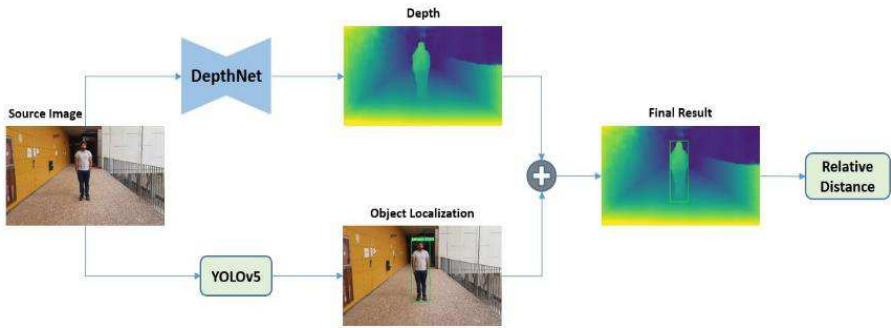 Depth
DepthNet
Source Image
Final Result
Relative
Distance
Object Localization
YOLOv5